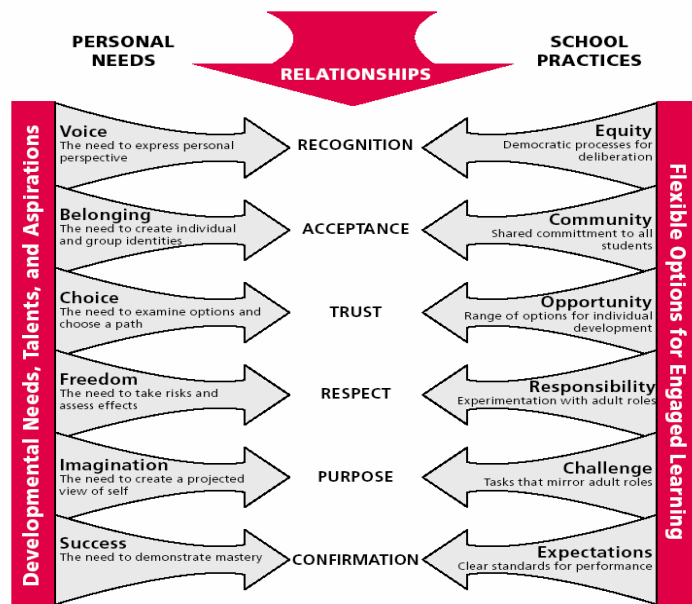 PERSONAL
NEEDS
RELATIONSHIPS
SCHOOL
PRACTICES
Developmental Needs, Talents, and Aspirations
Voice
The need to express personal
perspective
RECOGNITION
Equity
Democratic processes for
deliberation
Belonging
The need to create individual
and group identities
ACCEPTANCE
Community
Shared committment to all
students
Choice
The need to examine options and
choose a path
TRUST
Opportunity
Range of options for individual
development
Freedom
The need to take risks and
assess effects
RESPECT
Responsibility
Experimentation with adult roles
Imagination
The need to create a projected
view of self
PURPOSE
Challenge
Tasks that mirror adult roles
Success
The need to demonstrate mastery
CONFIRMATION
Expectations
Clear standards for performance
Flexible Options for Engaged Learning